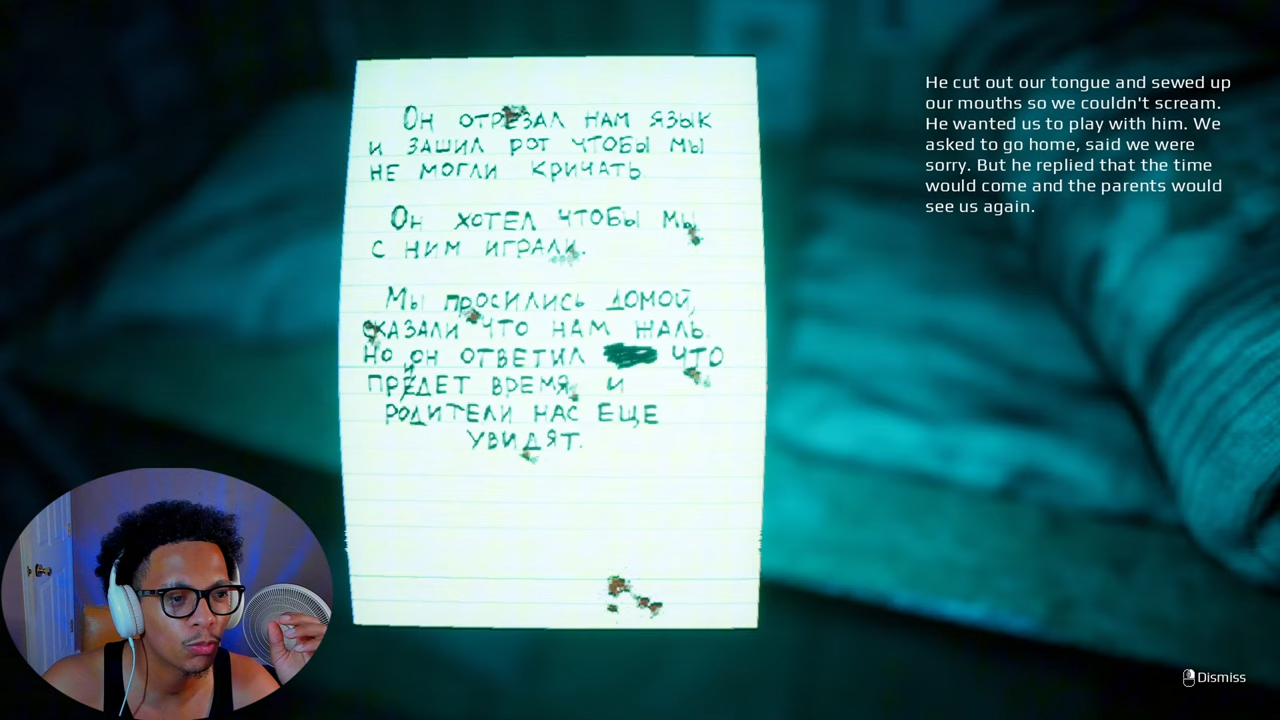 Он отрезал нам язык
и зашил рот чтобы мы
не могли кричать
Он хотел чтобы мы
с ним играли.
Мы просились домой,
сказали что нам жаль.
Но он ответил что
придет время и
родители нас еще
увидят.
He cut out our tongue and sewed up
our mouths so we couldn't scream.
He wanted us to play with him. We
asked to go home, said we were
sorry. But he replied that the time
would come and the parents would
see us again.
Dismiss